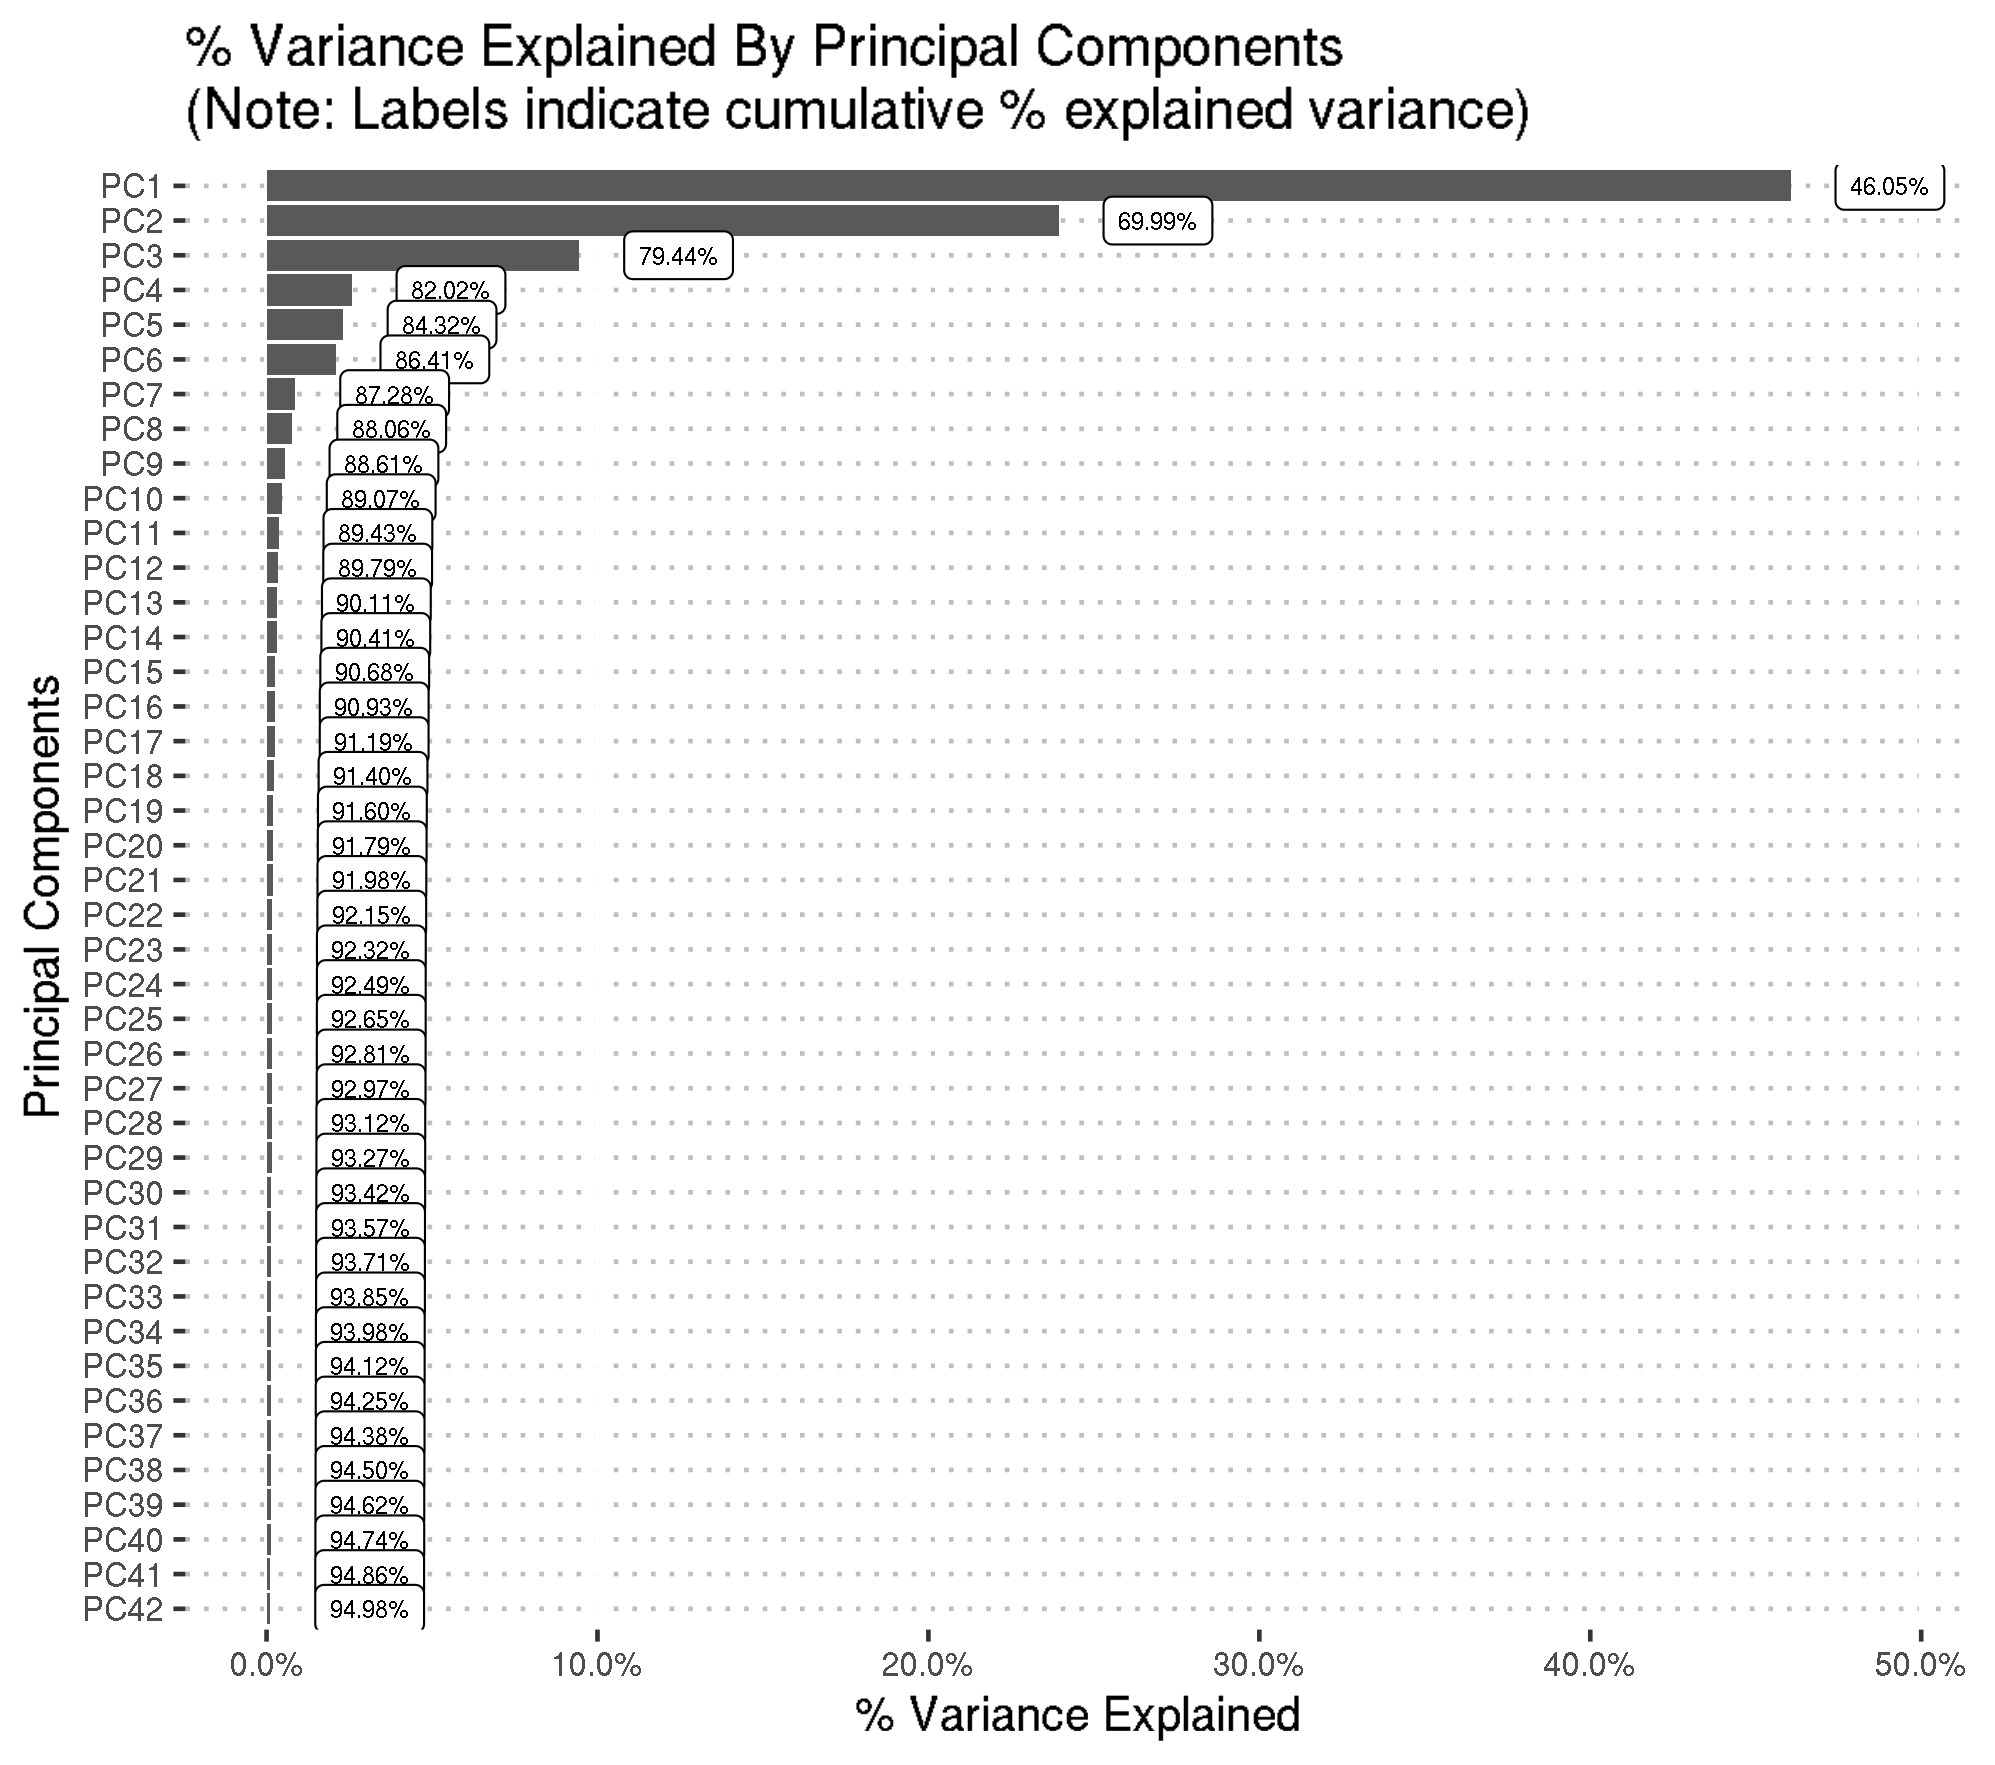 % Variance Explained By Principal Components
(Note: Labels indicate cumulative % explained variance)
PC1 46.05%
PC2 69.99%
PC3 79.44%
PC4 82.02%
PC5 84.32%
PC6 86.41%
PC7 87.28%
PC8 88.06%
PC9 88.61%
PC10 89.07%
PC11 89.43%
PC12 89.79%
PC13 90.11%
PC14 90.41%
PC15 90.68%
PC16 90.93%
PC17 91.19%
PC18 91.40%
PC19 91.60%
PC20 91.79%
PC21 91.98%
PC22 92.15%
PC23 92.32%
PC24 92.49%
PC25 92.65%
PC26 92.81%
PC27 92.97%
PC28 93.12%
PC29 93.27%
PC30 93.42%
PC31 93.57%
PC32 93.71%
PC33 93.85%
PC34 93.98%
PC35 94.12%
PC36 94.25%
PC37 94.38%
PC38 94.50%
PC39 94.62%
PC40 94.74%
PC41 94.86%
PC42 94.98%
Principal Components
0.0% 10.0% 20.0% 30.0% 40.0% 50.0%
% Variance Explained